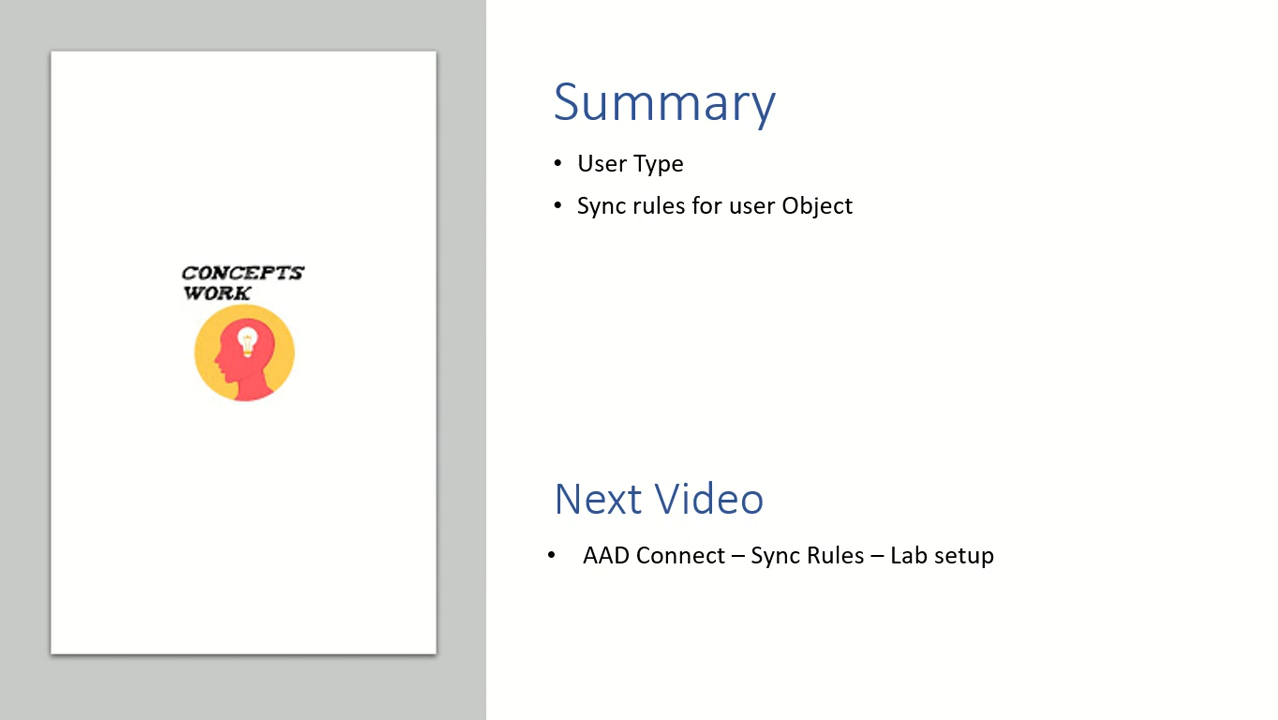 CONCEPTS
WORK
Summary
• User Type
• Sync rules for user Object
Next Video
• AAD Connect – Sync Rules – Lab setup